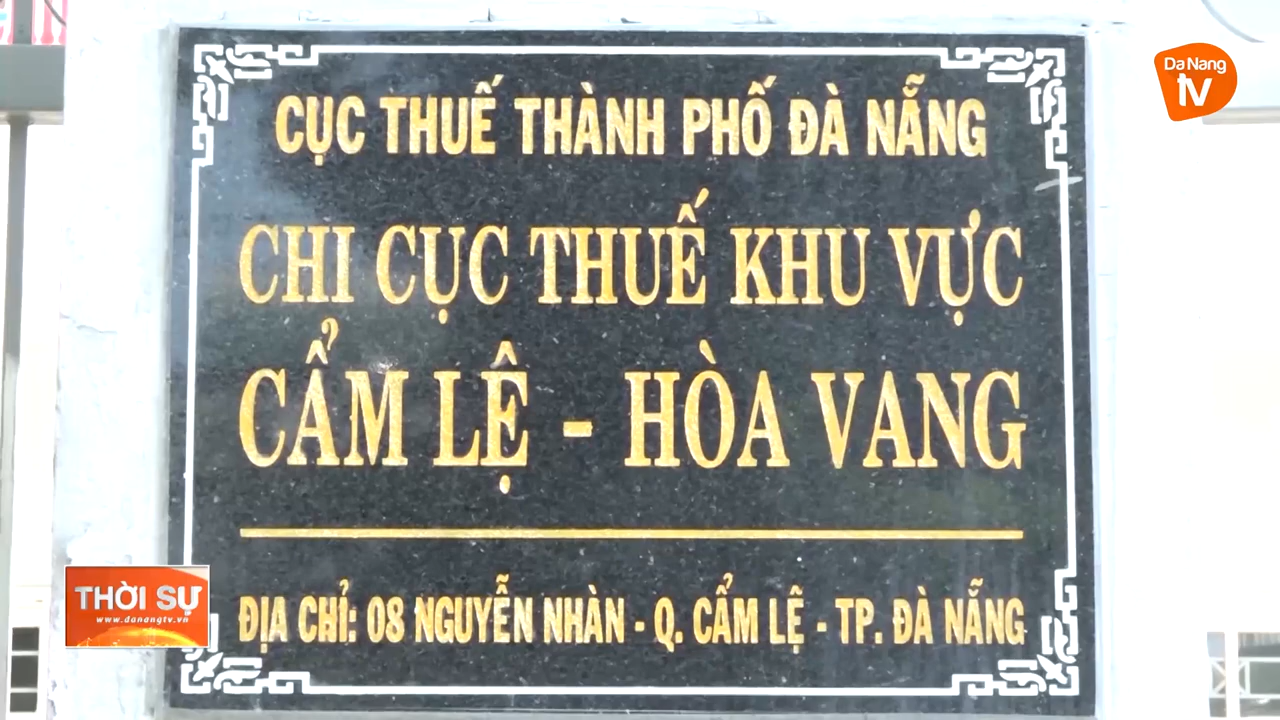 Da Nang
tv
CỤC THUẾ THÀNH PHỐ ĐÀ NẴNG
CHI CỤC THUẾ KHU VỰC
CẨM LỆ - HÒA VANG
ĐỊA CHỈ: 08 NGUYỄN NHÀN - Q. CẨM LỆ - TP. ĐÀ NẴNG
THỜI SỰ
www.danangtv.vn